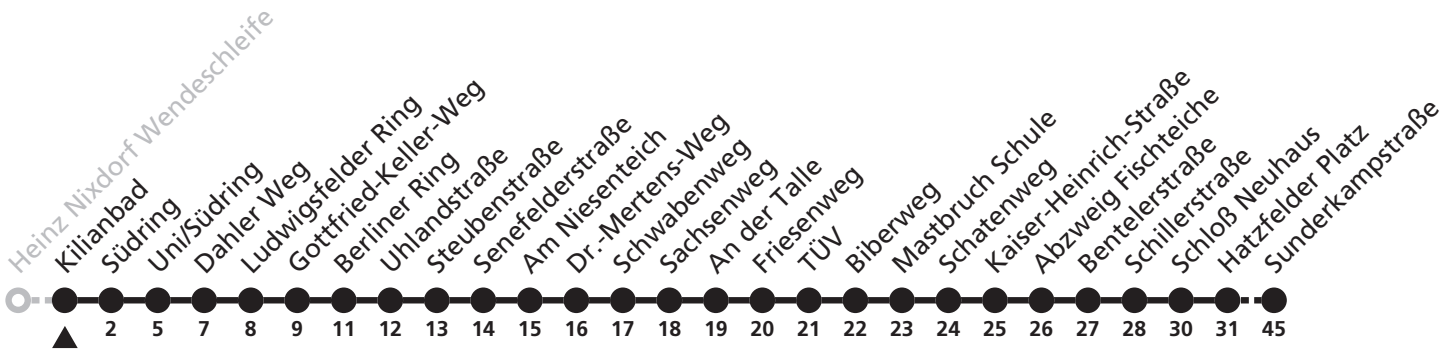 Heinz Nixdorf Wendeschleife
Kilianbad
Südring
Uni/Südring
Dahler Weg
Ludwigsfelder Ring
Gottfried-Keller-Weg
Berliner Ring
Uhlandstraße
Steubenstraße
Senefelderstraße
Am Niesenteich
Dr.-Mertens-Weg
Schwabenweg
Sachsenweg
An der Talle
Friesenweg
TÜV
Biberweg
Mastbruch Schule
Schatenweg
Kaiser-Heinrich-Straße
Abzweig Fischteiche
Bentelerstraße
Schillerstraße
Schloß Neuhaus
Hatzfelder Platz
Sunderkampstraße
2 5 7 8 9 11 12 13 14 15 16 17 18 19 20 21 22 23 24 25 26 27 28 30 31 45